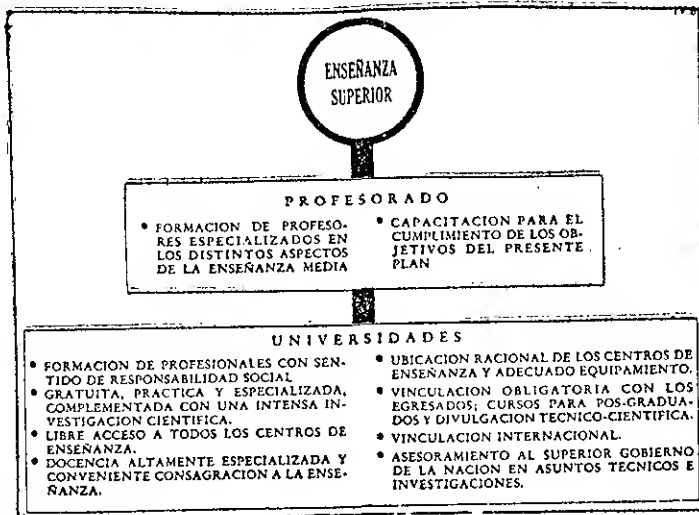 ENSEÑANZA
SUPERIOR
PROFESORADO
• FORMACION DE PROFESO-
RES ESPECIALIZADOS EN
LOS DISTINTOS ASPECTOS
DE LA ENSEÑANZA MEDIA
• CAPACITACION PARA EL
CUMPLIMIENTO DE LOS OB-
JETIVOS DEL PRESENTE
PLAN
UNIVERSIDADES
• FORMACION DE PROFESIONALES CON SEN-
TIDO DE RESPONSABILIDAD SOCIAL
• GRATUITA, PRACTICA Y ESPECIALIZADA,
COMPLEMENTADA CON UNA INTENSA IN-
VESTIGACION CIENTIFICA.
• LIBRE ACCESO A TODOS LOS CENTROS DE
ENSEÑANZA.
• DOCENCIA ALTAMENTE ESPECIALIZADA Y
CONVENIENTE CONSAGRACION A LA ENSE-
ÑANZA.
• UBICACION RACIONAL DE LOS CENTROS DE
ENSEÑANZA Y ADECUADO EQUIPAMIENTO.
• VINCULACION OBLIGATORIA CON LOS
EGRESADOS; CURSOS PARA POS-GRADUA-
DOS Y DIVULGACION TECNICO-CIENTIFICA.
• VINCULACION INTERNACIONAL.
• ASESORAMIENTO AL SUPERIOR GOBIERNO
DE LA NACION EN ASUNTOS TECNICOS E
INVESTIGACIONES.